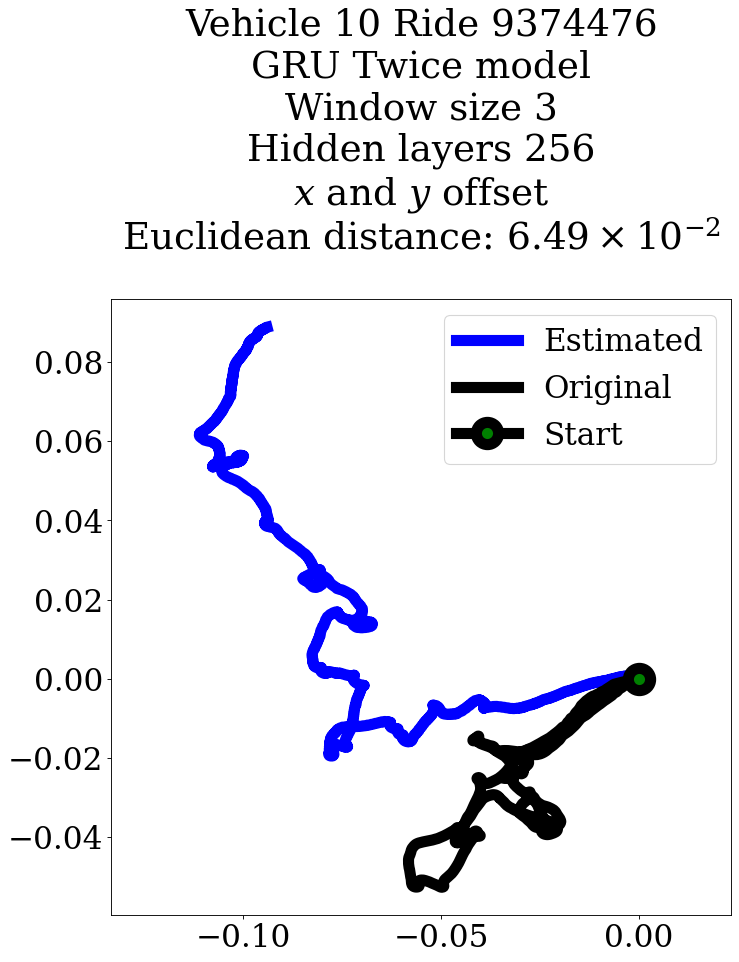 Vehicle 10 Ride 9374476
GRU Twice model
Window size 3
Hidden layers 256
x and y offset
Euclidean distance: 6.49 × 10⁻²
Estimated
Original
Start
0.08
0.06
0.04
0.02
0.00
−0.02
−0.04
−0.10
−0.05
0.00